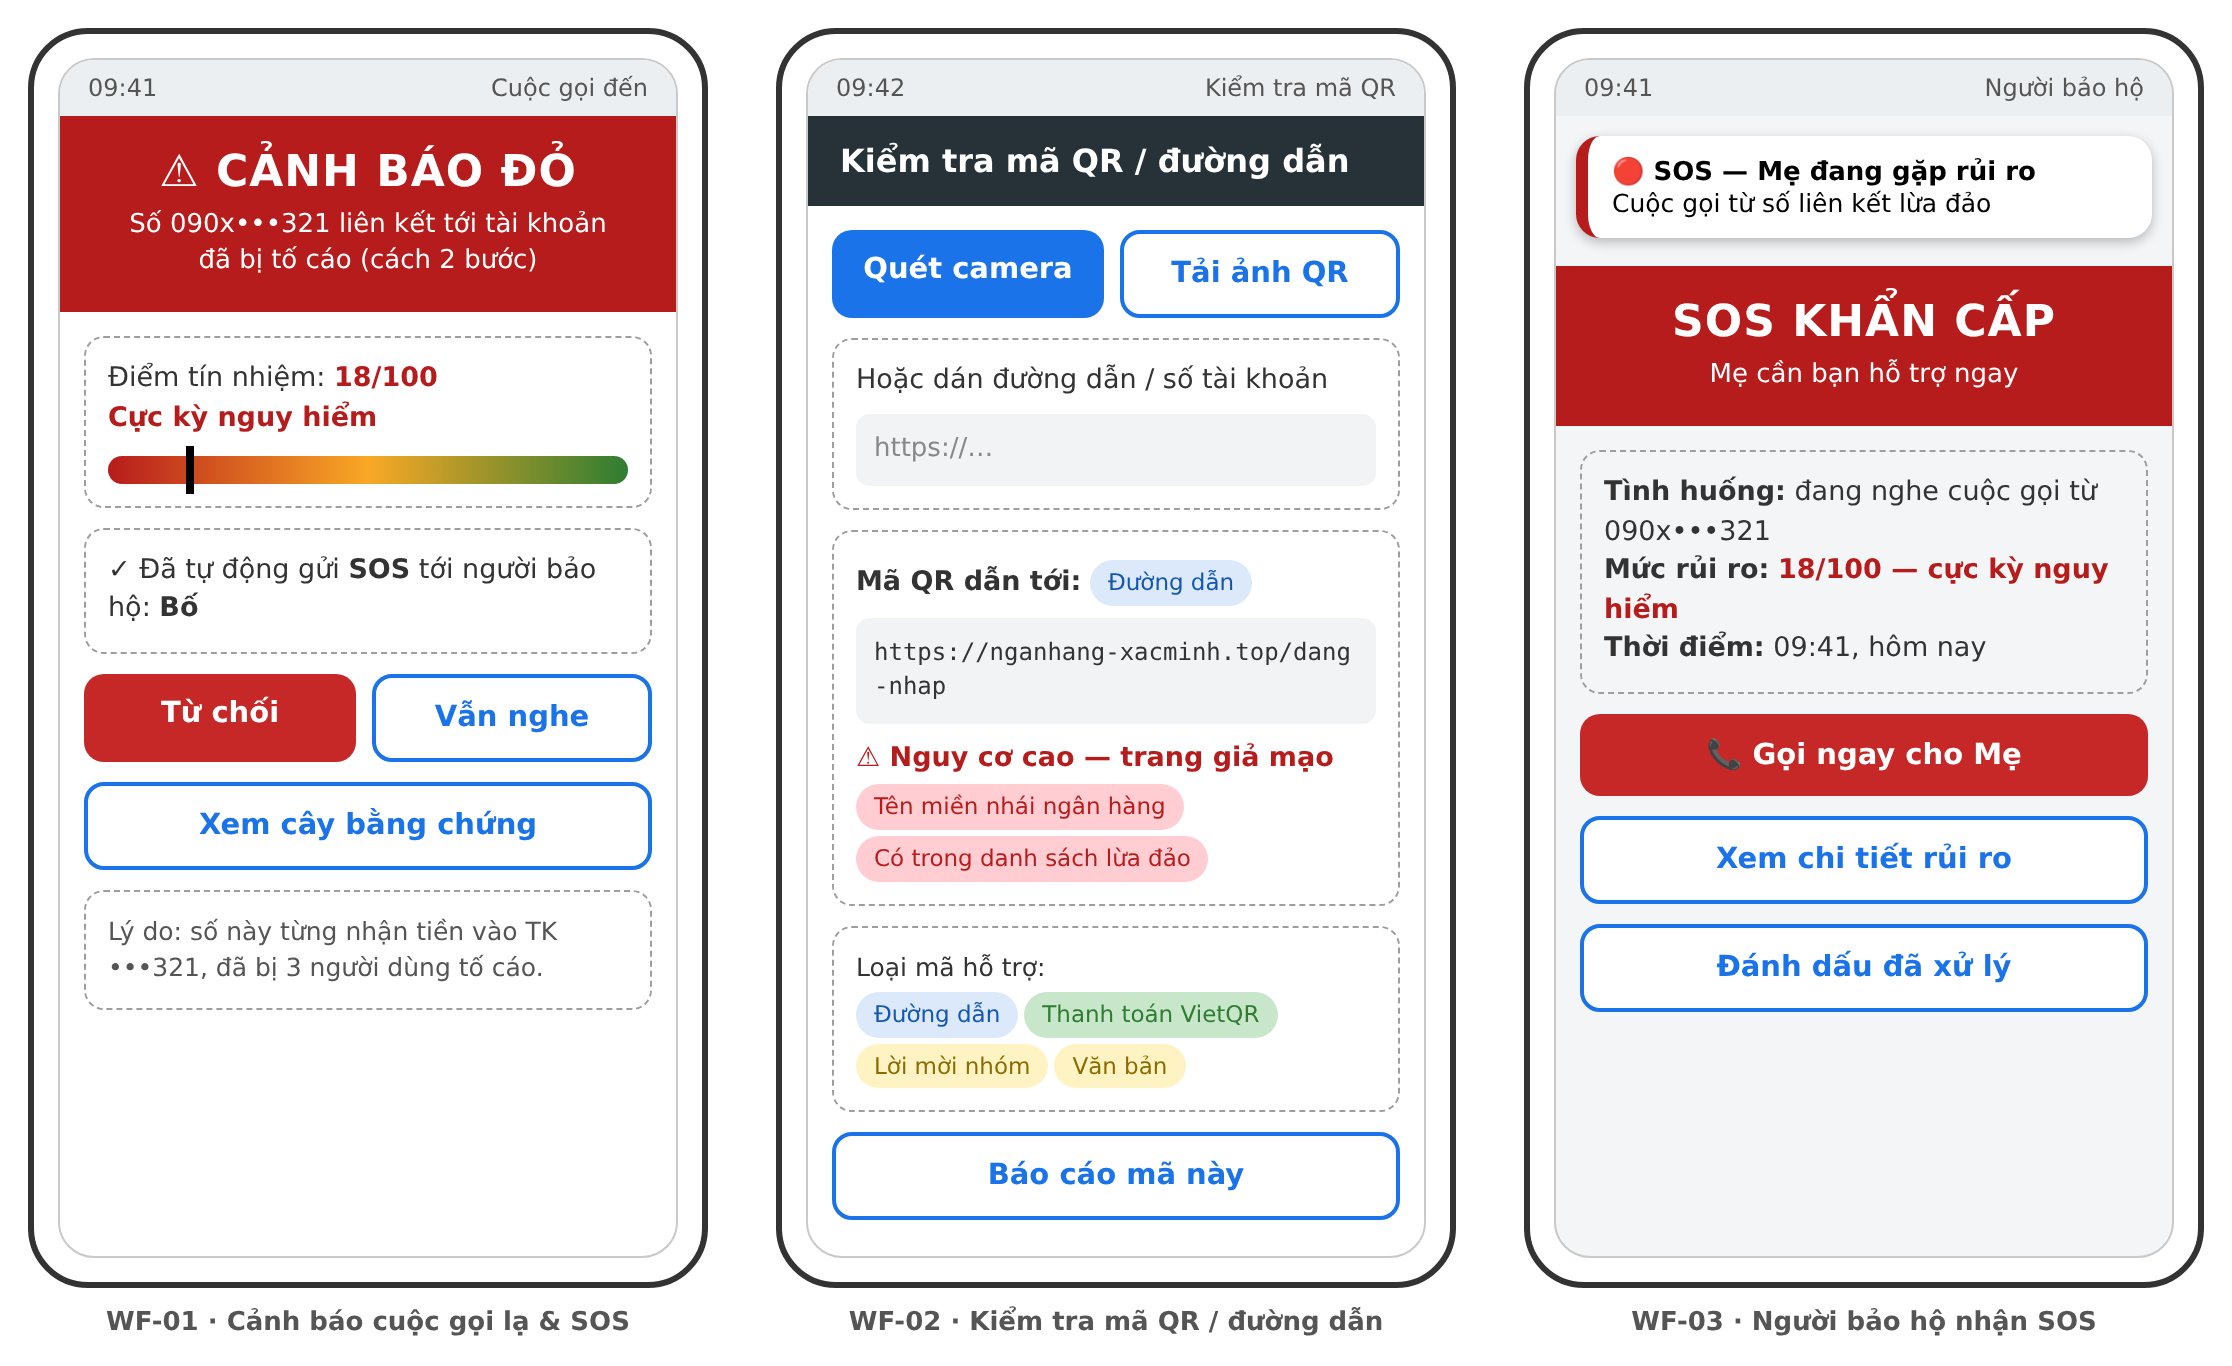 09:41 Cuộc gọi đến
⚠ CẢNH BÁO ĐỎ
Số 090x•••321 liên kết tới tài khoản
đã bị tố cáo (cách 2 bước)
Điểm tín nhiệm: 18/100
Cực kỳ nguy hiểm
✓ Đã tự động gửi SOS tới người bảo
hộ: Bố
Từ chối
Vẫn nghe
Xem cây bằng chứng
Lý do: số này từng nhận tiền vào TK
•••321, đã bị 3 người dùng tố cáo.
WF-01 · Cảnh báo cuộc gọi lạ & SOS
09:42 Kiểm tra mã QR
Kiểm tra mã QR / đường dẫn
Quét camera
Tải ảnh QR
Hoặc dán đường dẫn / số tài khoản
https://...
Mã QR dẫn tới: Đường dẫn
https://nganhang-xacminh.top/dang
-nhap
⚠ Nguy cơ cao — trang giả mạo
Tên miền nhái ngân hàng
Có trong danh sách lừa đảo
Loại mã hỗ trợ:
Đường dẫn Thanh toán VietQR
Lời mời nhóm Văn bản
Báo cáo mã này
WF-02 · Kiểm tra mã QR / đường dẫn
09:41 Người bảo hộ
🔴 SOS — Mẹ đang gặp rủi ro
Cuộc gọi từ số liên kết lừa đảo
SOS KHẨN CẤP
Mẹ cần bạn hỗ trợ ngay
Tình huống: đang nghe cuộc gọi từ
090x•••321
Mức rủi ro: 18/100 — cực kỳ nguy
hiểm
Thời điểm: 09:41, hôm nay
📞 Gọi ngay cho Mẹ
Xem chi tiết rủi ro
Đánh dấu đã xử lý
WF-03 · Người bảo hộ nhận SOS